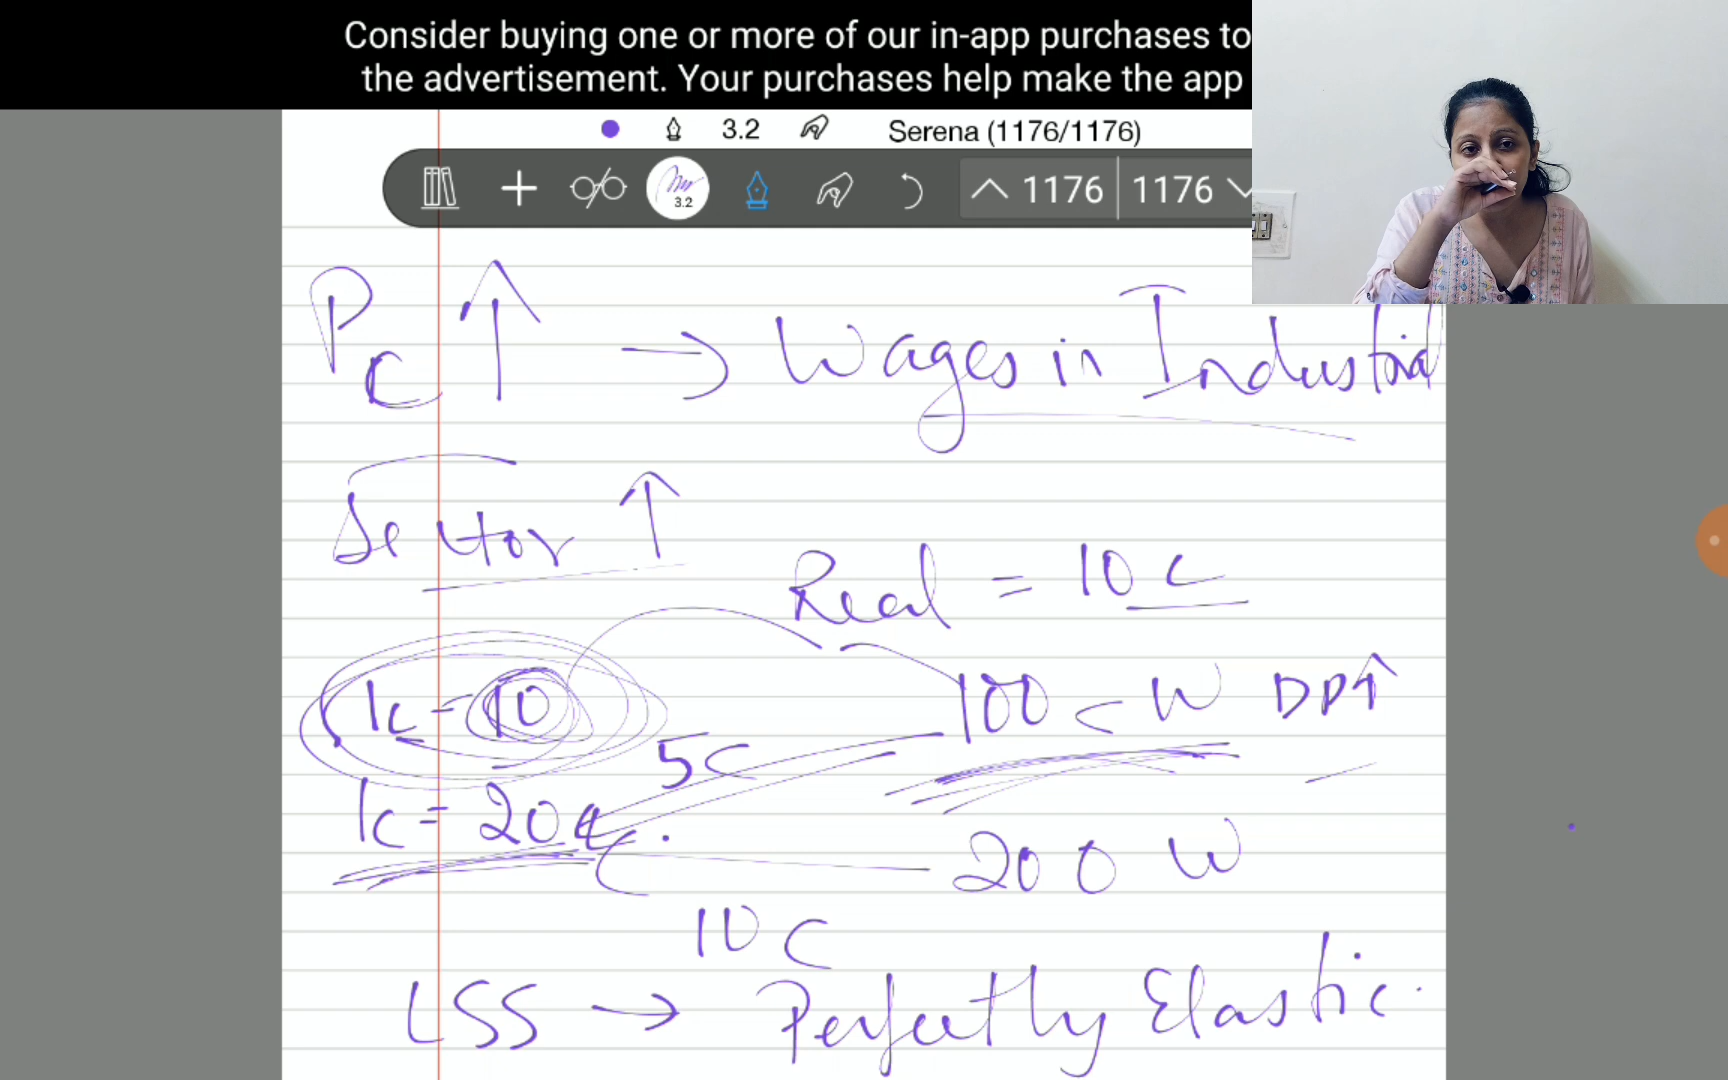 Consider buying one or more of our in-app purchases to
the advertisement. Your purchases help make the app
3.2 Serena (1176/1176)
3.2 1176 1176
Pc ↑ → Wages in Industrial
Sector ↑
Real = 10 C
1c = 10 100 W DP↑
5C
1c = 20 200 W
10 C
LSS → Perfectly Elastic.